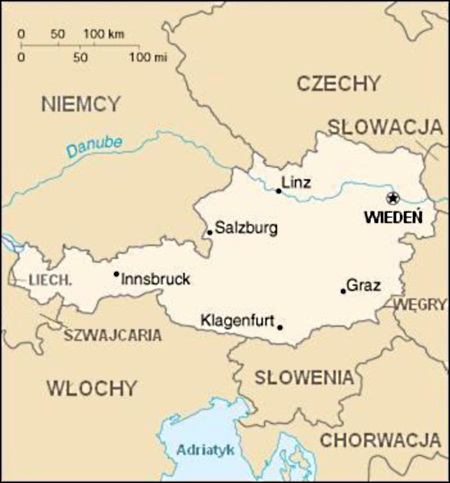 0 50 100 km
0 50 100 mi
CZECHY
NIEMCY
SŁOWACJA
Danube
Linz
WIEDEŃ
Salzburg
LIECH.
Innsbruck
Graz
WĘGRY
Klagenfurt
SZWAJCARIA
SŁOWENIA
WŁOCHY
Adriatyk
CHORWACJA